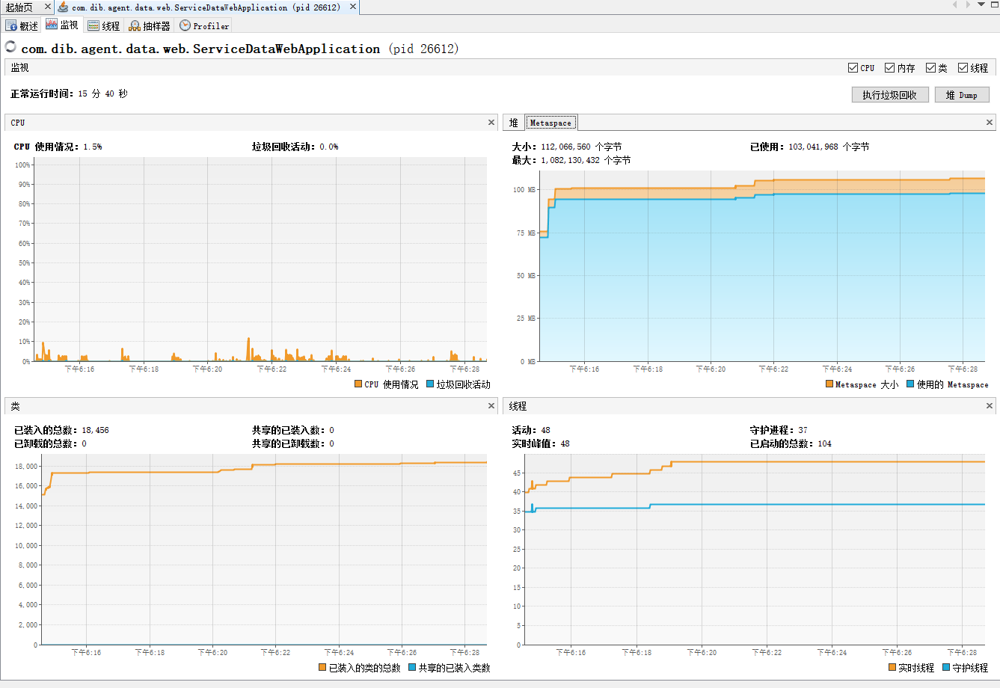 起始页 com.dib.agent.data.web.ServiceDataWebApplication (pid 26612)
概述 监视 线程 抽样器 Profiler
com.dib.agent.data.web.ServiceDataWebApplication (pid 26612)
监视 CPU 内存 类 线程
正常运行时间: 15 分 40 秒 执行垃圾回收 堆 Dump
CPU
CPU 使用情况: 1.5% 垃圾回收活动: 0.0%
100%
90%
80%
70%
60%
50%
40%
30%
20%
10%
0%
下午6:16 下午6:18 下午6:20 下午6:22 下午6:24 下午6:26 下午6:28
CPU 使用情况 垃圾回收活动
堆 Metaspace
大小: 112,066,560 个字节 已使用: 103,041,968 个字节
最大: 1,082,130,432 个字节
100 MB
75 MB
50 MB
25 MB
0 MB
下午6:16 下午6:18 下午6:20 下午6:22 下午6:24 下午6:26 下午6:28
Metaspace 大小 使用的 Metaspace
类
已装入的总数: 18,456 共享的已装入数: 0
已卸载的总数: 0 共享的已卸载数: 0
18,000
16,000
14,000
12,000
10,000
8,000
6,000
4,000
2,000
0
下午6:16 下午6:18 下午6:20 下午6:22 下午6:24 下午6:26 下午6:28
已装入的类的总数 共享的已装入类数
线程
活动: 48 守护进程: 37
实时峰值: 48 已启动的总数: 104
45
40
35
30
25
20
15
10
5
0
下午6:16 下午6:18 下午6:20 下午6:22 下午6:24 下午6:26 下午6:28
实时线程 守护线程